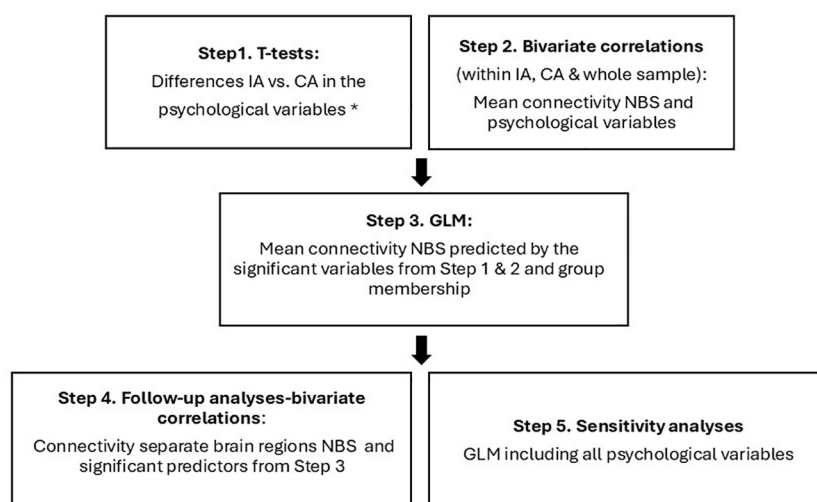 Step1. T-tests:
Differences IA vs. CA in the
psychological variables *
Step 2. Bivariate correlations
(within IA, CA & whole sample):
Mean connectivity NBS and
psychological variables
Step 3. GLM:
Mean connectivity NBS predicted by the
significant variables from Step 1 & 2 and group
membership
Step 4. Follow-up analyses-bivariate
correlations:
Connectivity separate brain regions NBS and
significant predictors from Step 3
Step 5. Sensitivity analyses
GLM including all psychological variables